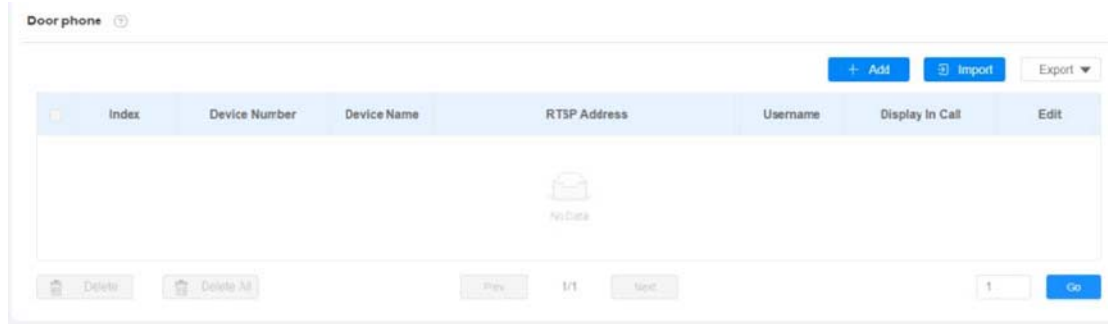 Door phone ?
+ Add Import Export
Index Device Number Device Name RTSP Address Username Display In Call Edit
No Data
Delete Delete All Prev 1/1 Next 1 Go